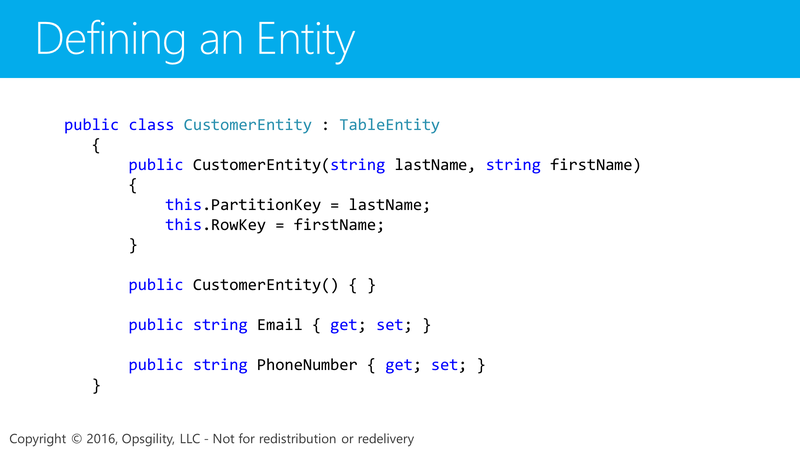 Defining an Entity
public class CustomerEntity : TableEntity
{
public CustomerEntity(string lastName, string firstName)
{
this.PartitionKey = lastName;
this.RowKey = firstName;
}
public CustomerEntity() { }
public string Email { get; set; }
public string PhoneNumber { get; set; }
}
Copyright © 2016, Opsgility, LLC - Not for redistribution or redelivery